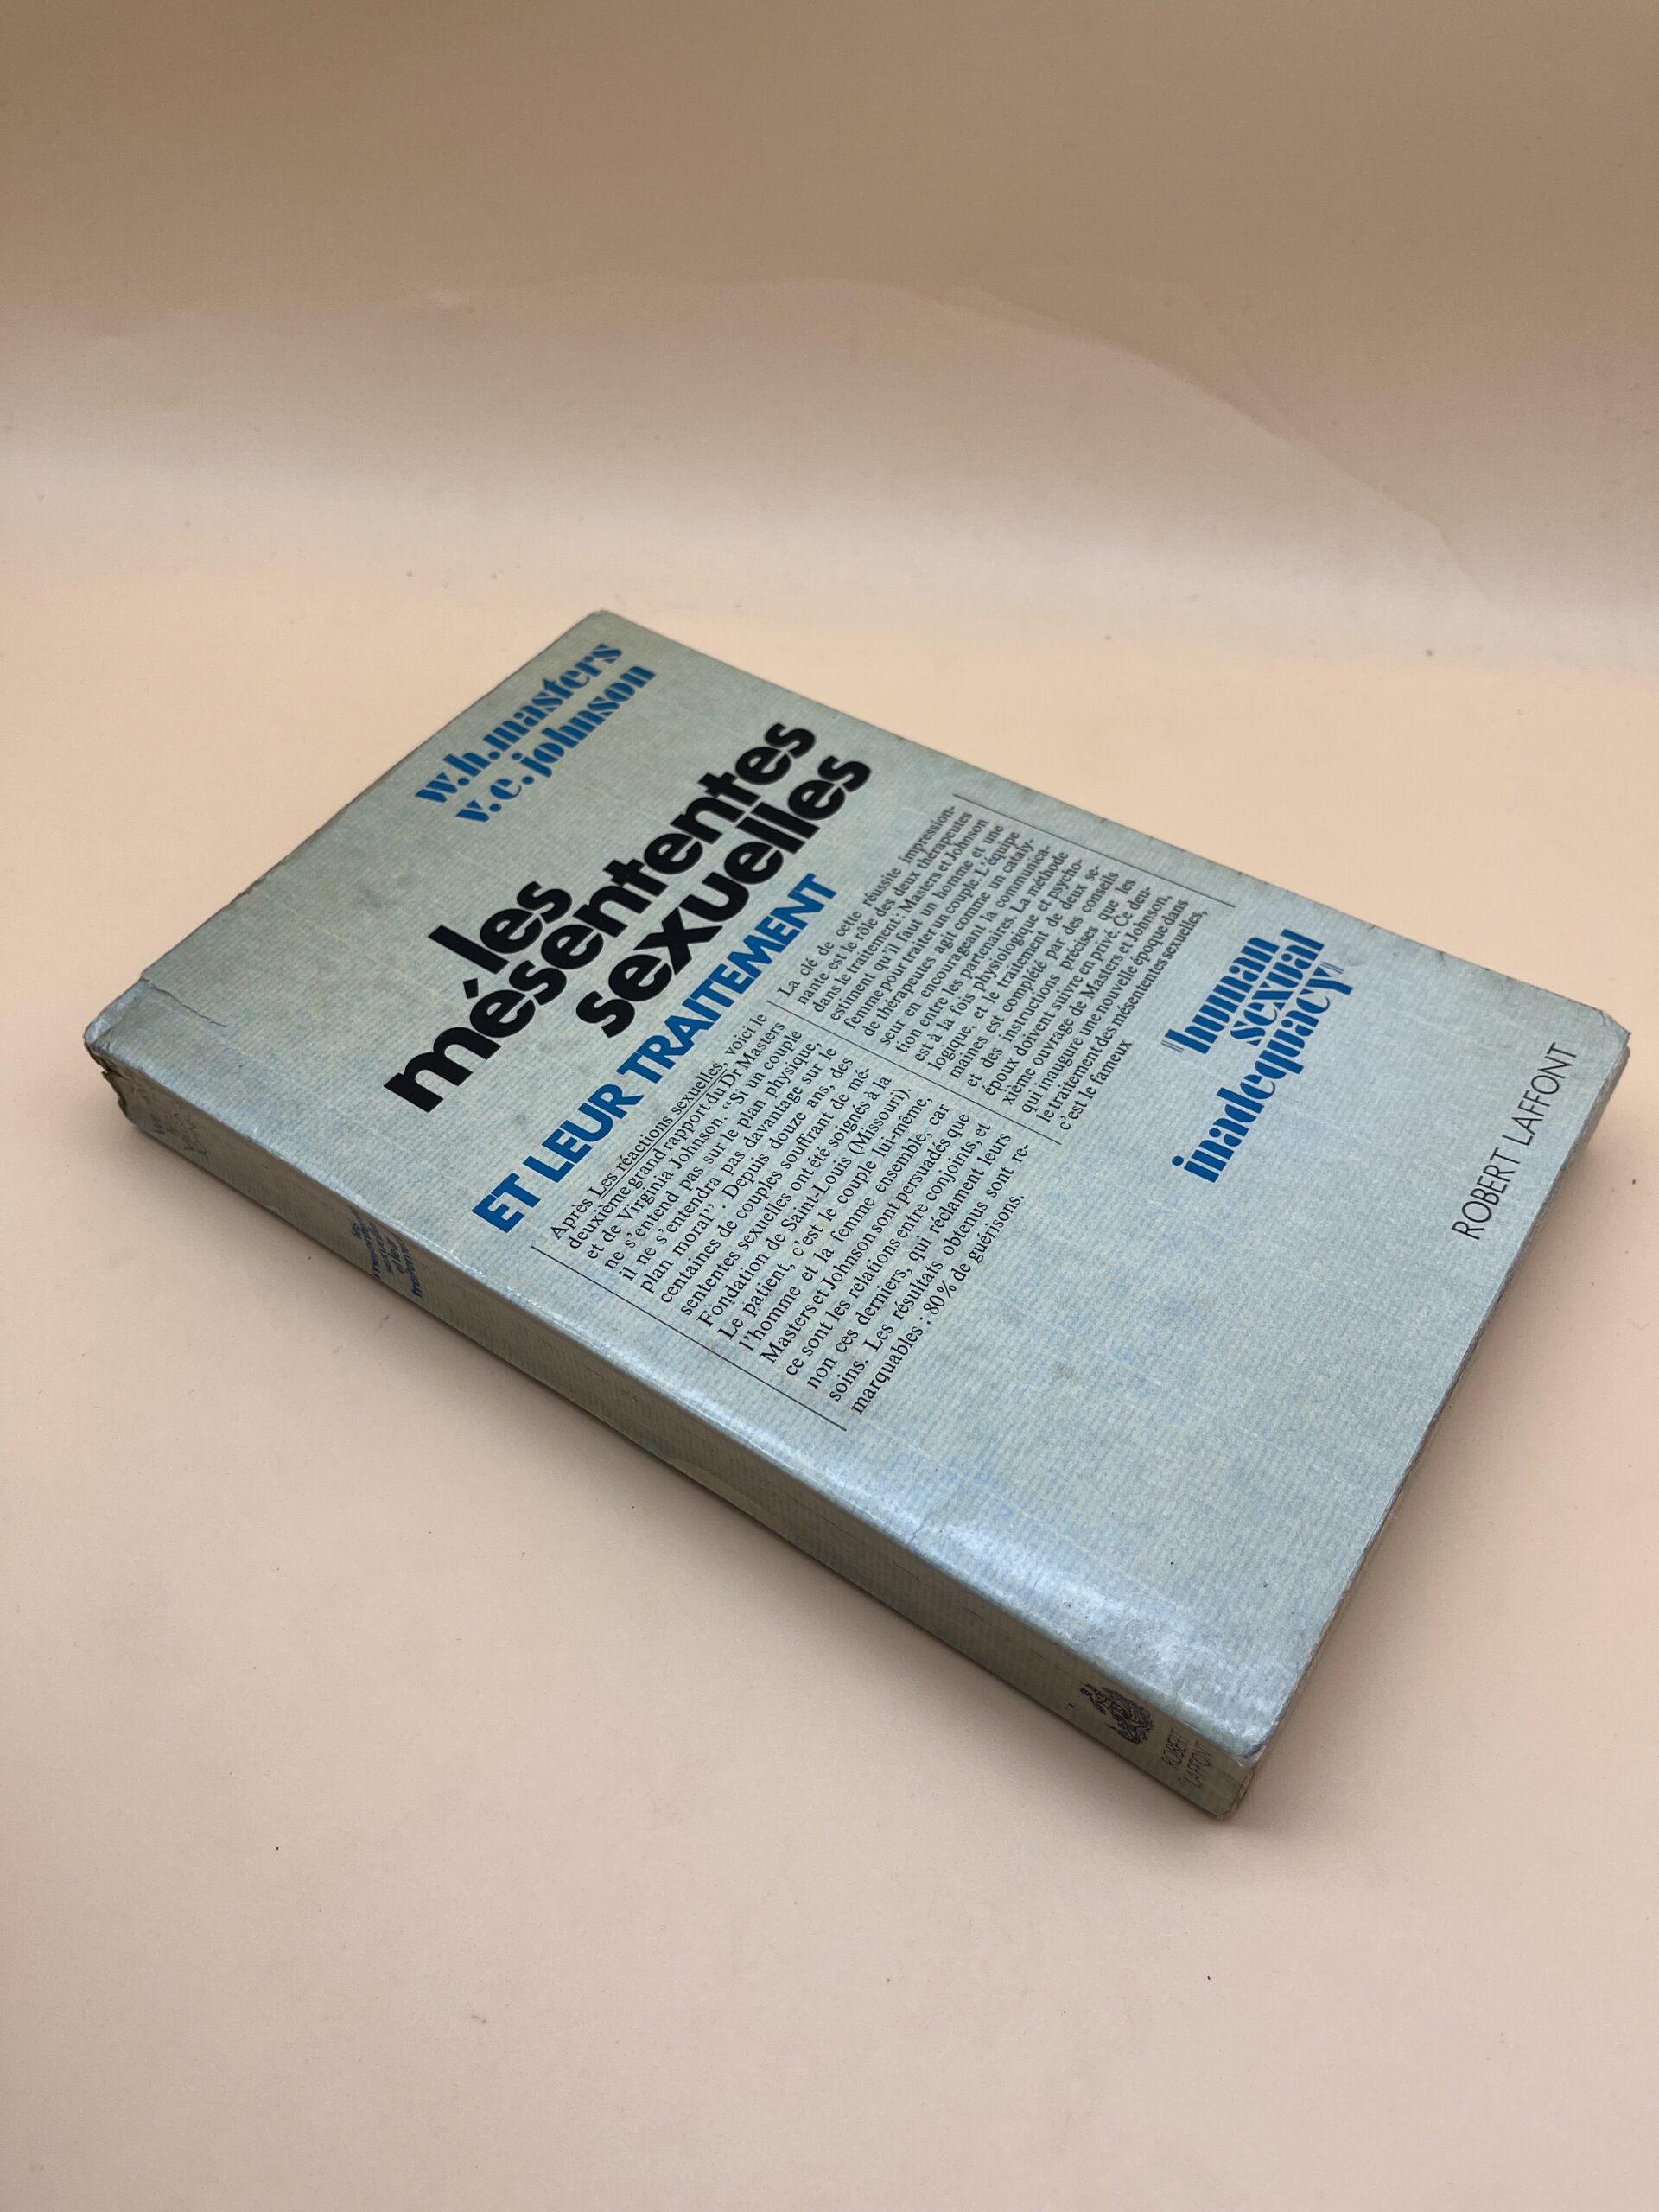 w.h.masters
v.e.johnson
les
mésententes
sexuelles
ET LEUR TRAITEMENT
Après Les réactions sexuelles, voici le
deuxième grand rapport du Dr Masters
et de Virginia Johnson. “Si un couple
ne s'entend pas sur le plan physique,
il ne s'entendra pas davantage sur le
plan moral”. Depuis douze ans, des
centaines de couples souffrant de mé-
sententes sexuelles ont été soignés à la
Fondation de Saint-Louis (Missouri).
Le patient, c'est le couple lui-même,
l'homme et la femme ensemble, car
Masters et Johnson sont persuadés que
ce sont les relations entre conjoints, et
non ces derniers, qui réclament leurs
soins. Les résultats obtenus sont re-
marquables : 80% de guérisons.
La clé de cette réussite impression-
nante est le rôle des deux thérapeutes
dans le traitement : Masters et Johnson
estiment qu'il faut un homme et une
femme pour traiter un couple. L'équipe
de thérapeutes agit comme un cataly-
seur en encourageant la communica-
tion entre les partenaires. La méthode
est à la fois physiologique et psycho-
logique, et le traitement de deux se-
maines est complété par des conseils
et des instructions précises que les
époux doivent suivre en privé. Ce deu-
xième ouvrage de Masters et Johnson,
qui inaugure une nouvelle époque dans
le traitement des mésententes sexuelles,
c'est le fameux
"human
sexual
inadequacy"
ROBERT LAFFONT
les
mésent
sexuel
et leu
traiteme
ROBERT
LAFFONT